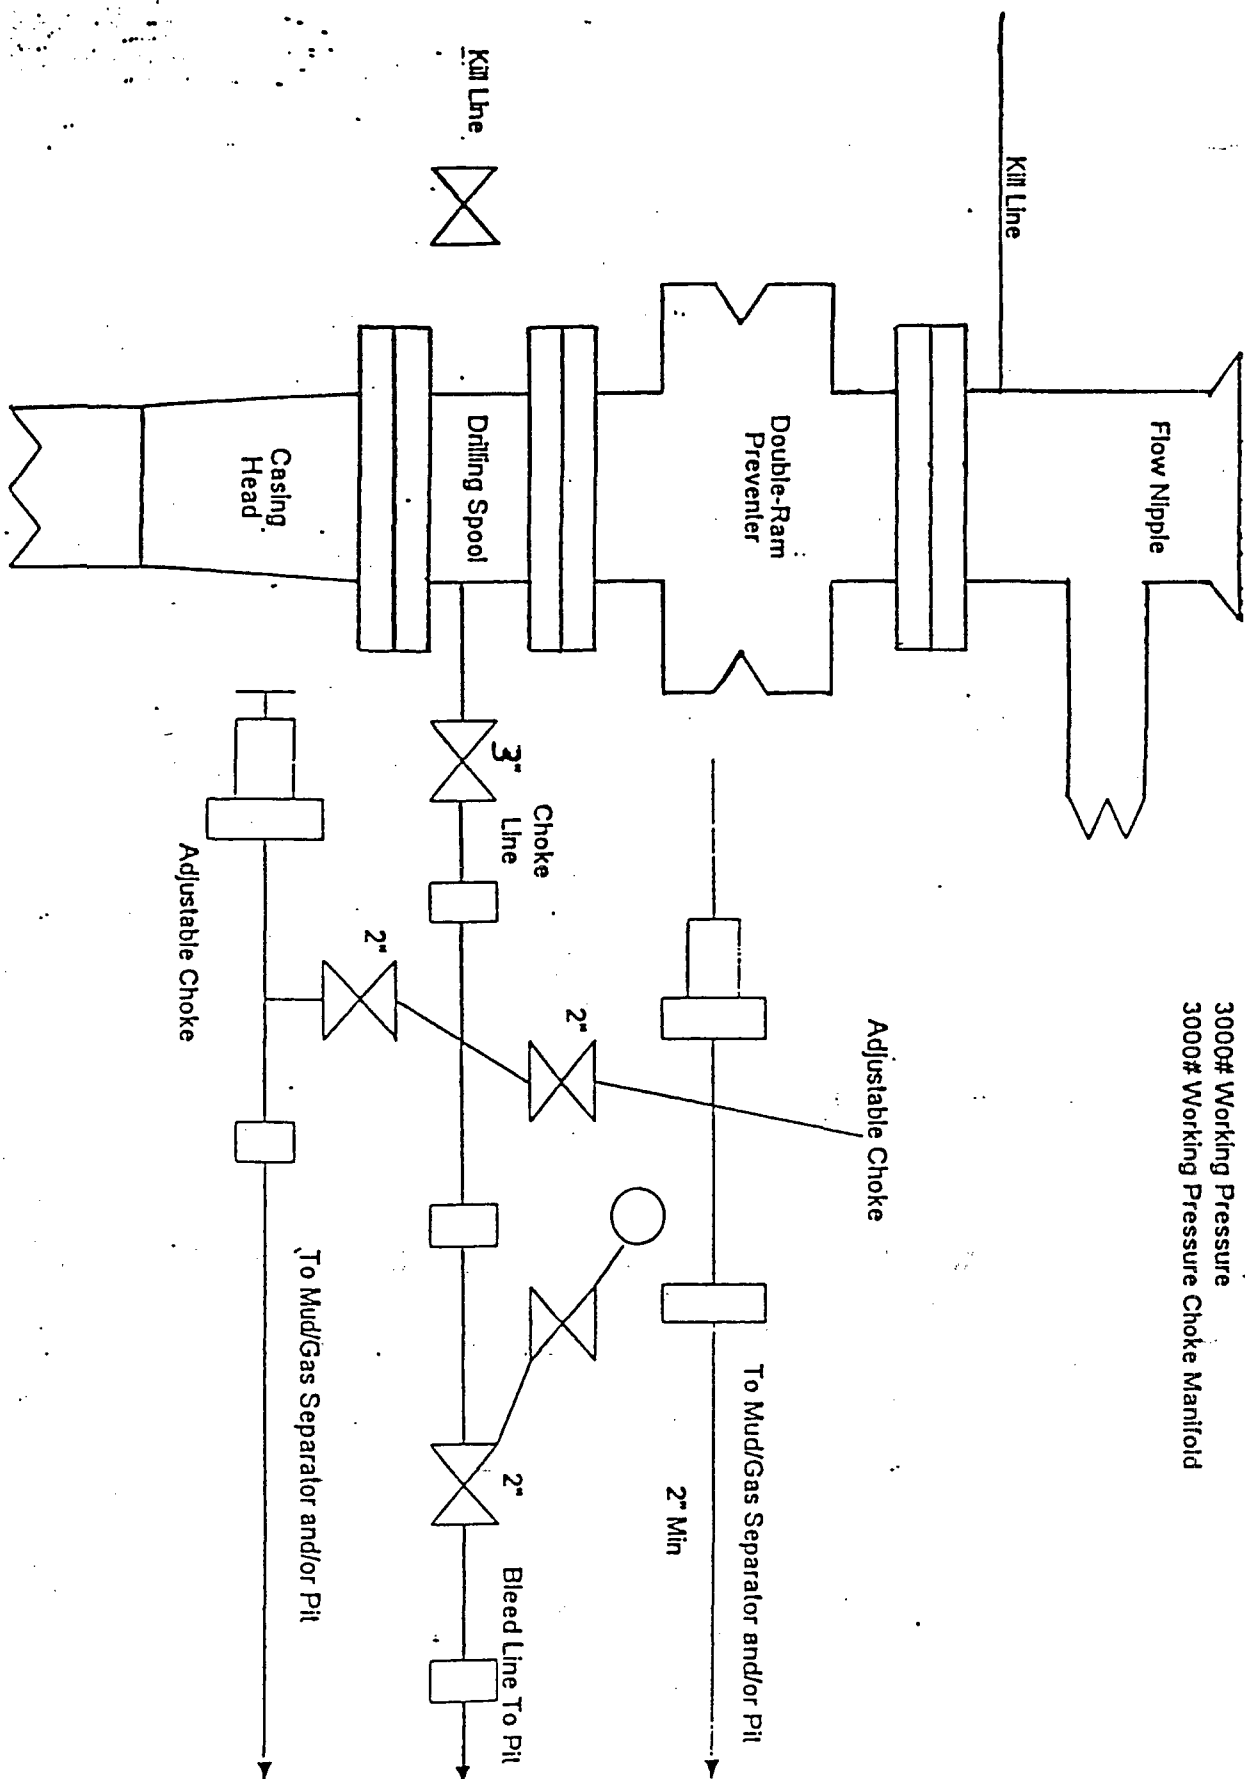 3000# Working Pressure
3000# Working Pressure Choke Manifold
Flow Nipple
Kill Line
Adjustable Choke
Double-Ram
Preventer
To Mud/Gas Separator and/or Pit
2" Min
Kill Line
Drilling Spool
3"
Choke
Line
2"
2"
Bleed Line To Pit
Casing
Head
2"
To Mud/Gas Separator and/or Pit
Adjustable Choke